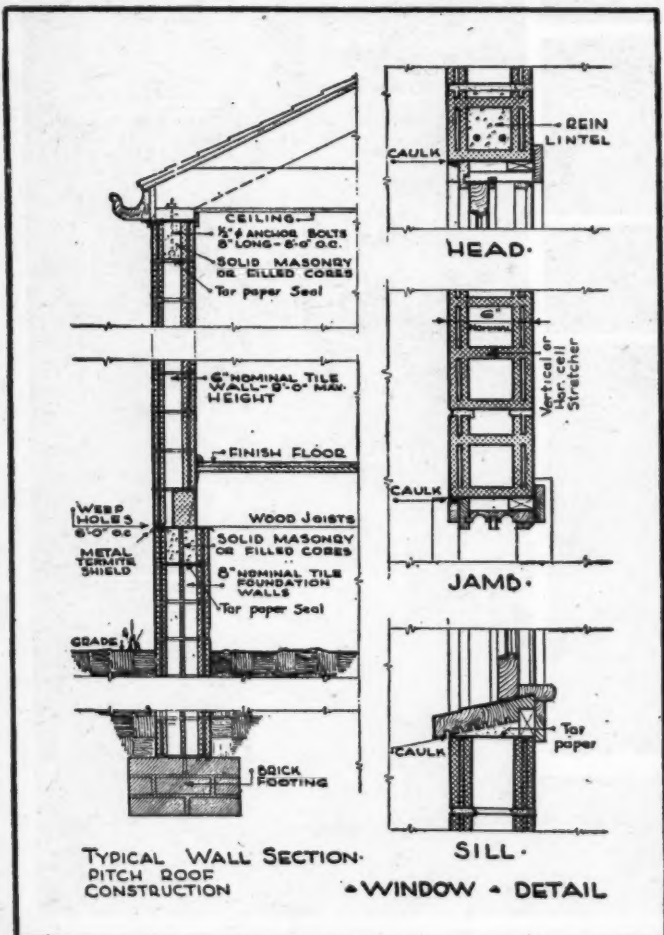 CEILING
½"φ ANCHOR BOLTS
8" LONG - 8'-0" O.C.
SOLID MASONRY
OR FILLED CORES
Tar paper Seal
6" NOMINAL TILE
WALL - 9'-0" MAX.
HEIGHT
FINISH FLOOR
WEEP
HOLES
6'-0" O.C
METAL
TERMITE
SHIELD
WOOD JOISTS
SOLID MASONRY
OR FILLED CORES
8" NOMINAL TILE
FOUNDATION
WALLS
Tar paper Seal
GRADE
BRICK
FOOTING
TYPICAL WALL SECTION.
PITCH ROOF
CONSTRUCTION
REIN
LINTEL
CAULK
HEAD.
6"
NOMINAL
Vertical or
Hor. cell
Stretcher
CAULK
JAMB.
Tar
paper
CAULK
SILL.
• WINDOW • DETAIL